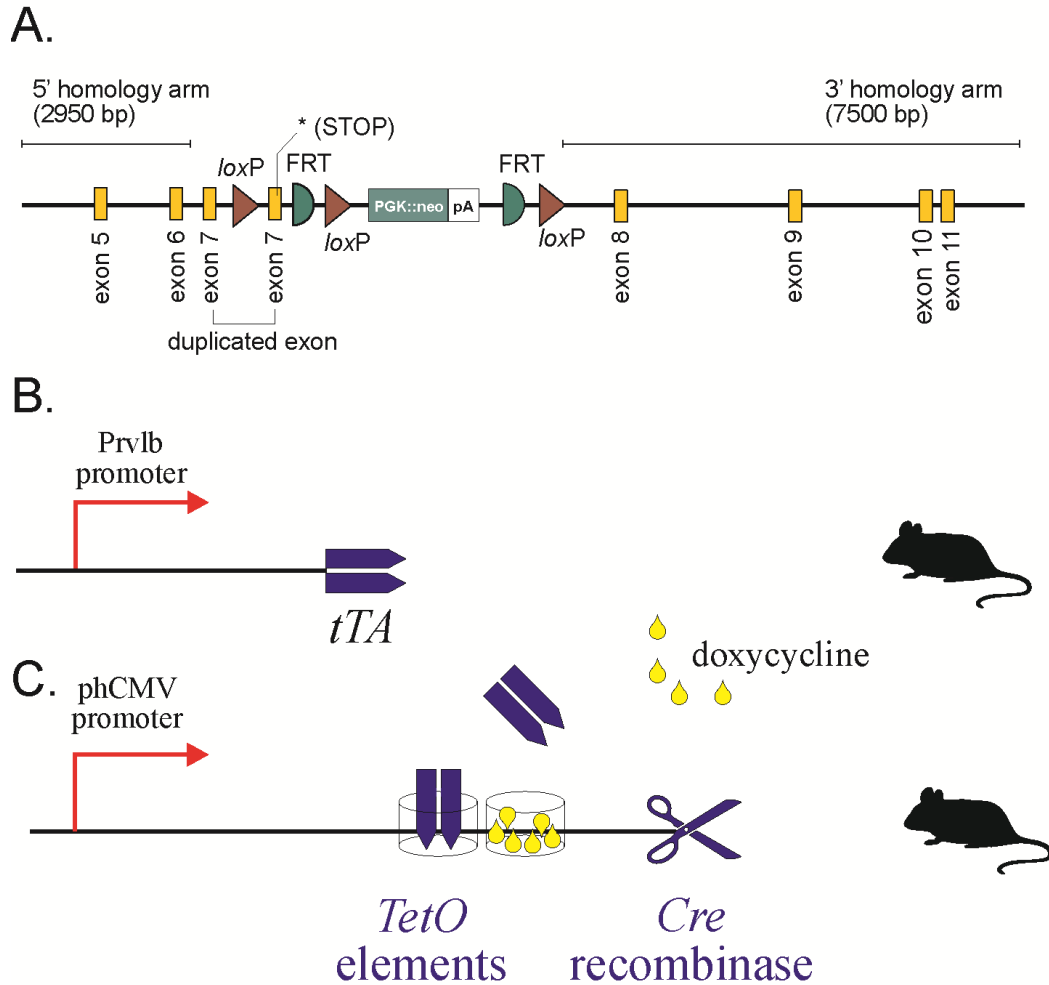 A.
5' homology arm
(2950 bp)
3' homology arm
(7500 bp)
* (STOP)
loxP
FRT
FRT
PGK::neo
pA
loxP
loxP
exon 5
exon 6
exon 7
exon 7
exon 8
exon 9
exon 10
exon 11
duplicated exon
B.
Prvlb
promoter
tTA
doxycycline
C.
phCMV
promoter
TetO
elements
Cre
recombinase